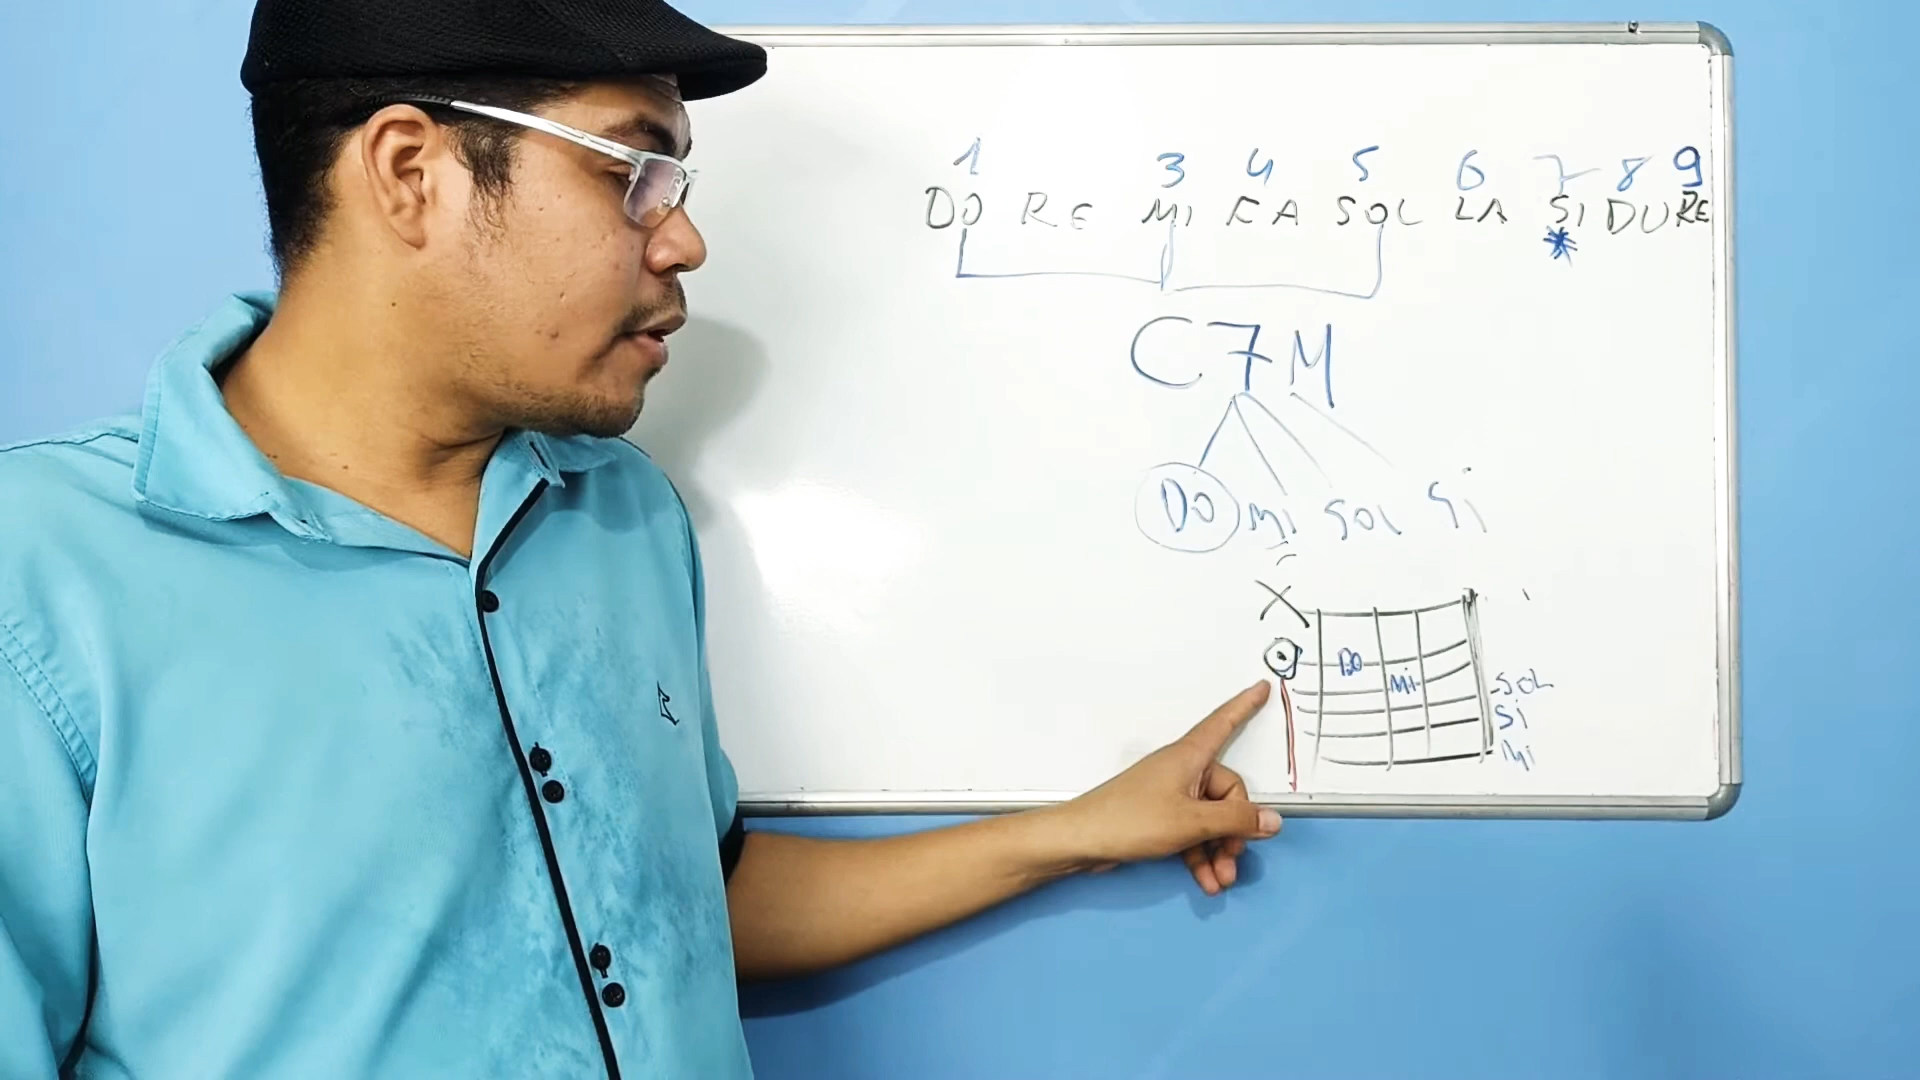 1 3 4 5 6 7 8 9
DO RE MI FA SOL LA SI DO RE
*
C7M
DO MI SOL SI
X
DO
MI
SOL
SI
MI